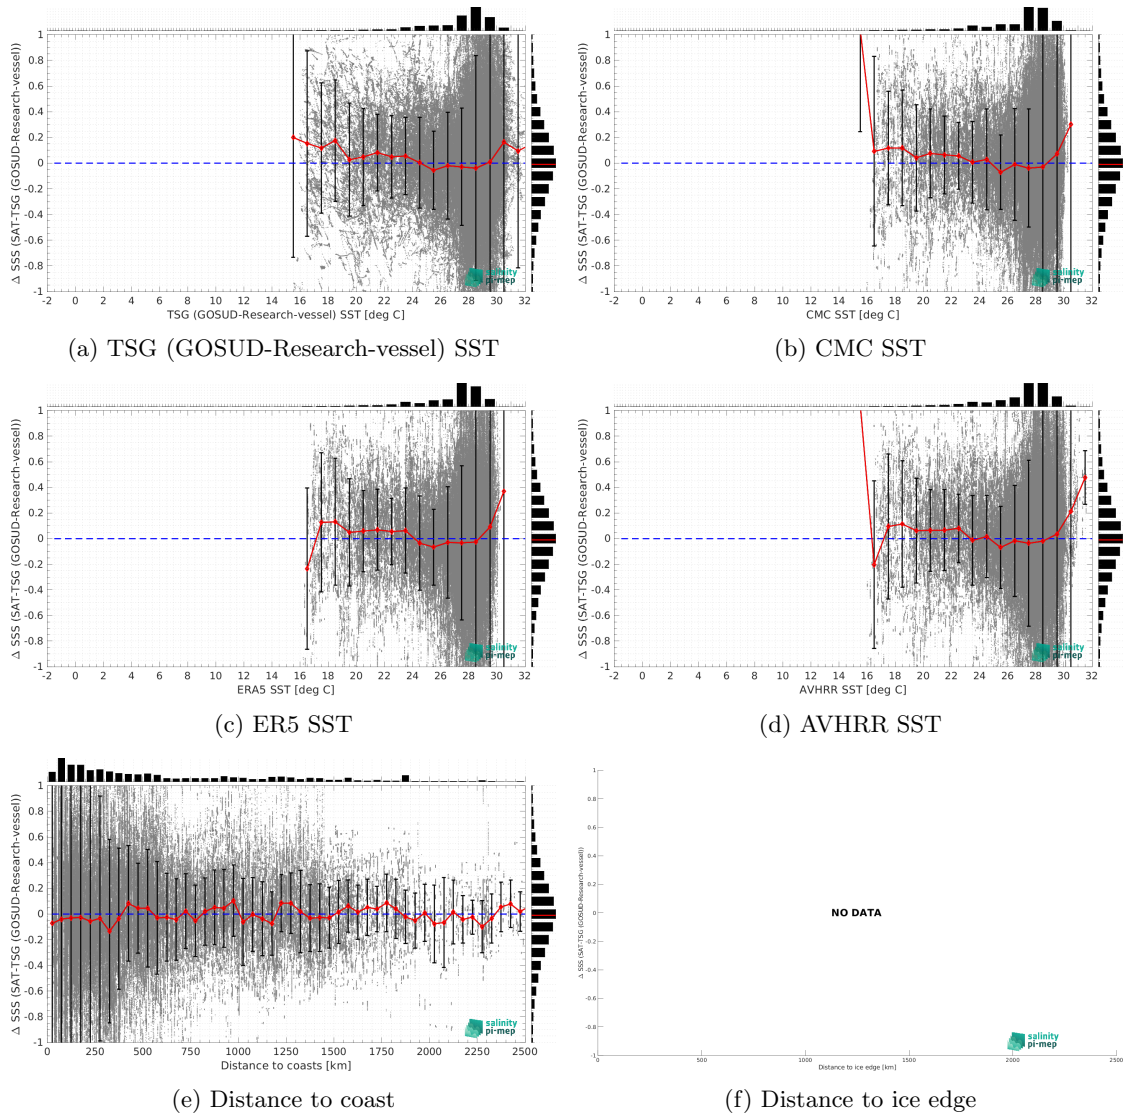 1
0.8
0.6
0.4
0.2
0
-0.2
-0.4
-0.6
-0.8
-1
Δ SSS (SAT-TSG (GOSUD-Research-vessel))
salinity
pi-mep
-2 0 2 4 6 8 10 12 14 16 18 20 22 24 26 28 30 32
TSG (GOSUD-Research-vessel) SST [deg C]
(a) TSG (GOSUD-Research-vessel) SST
1
0.8
0.6
0.4
0.2
0
-0.2
-0.4
-0.6
-0.8
-1
Δ SSS (SAT-TSG (GOSUD-Research-vessel))
salinity
pi-mep
-2 0 2 4 6 8 10 12 14 16 18 20 22 24 26 28 30 32
CMC SST [deg C]
(b) CMC SST
1
0.8
0.6
0.4
0.2
0
-0.2
-0.4
-0.6
-0.8
-1
Δ SSS (SAT-TSG (GOSUD-Research-vessel))
salinity
pi-mep
-2 0 2 4 6 8 10 12 14 16 18 20 22 24 26 28 30 32
ERA5 SST [deg C]
(c) ER5 SST
1
0.8
0.6
0.4
0.2
0
-0.2
-0.4
-0.6
-0.8
-1
Δ SSS (SAT-TSG (GOSUD-Research-vessel))
salinity
pi-mep
-2 0 2 4 6 8 10 12 14 16 18 20 22 24 26 28 30 32
AVHRR SST [deg C]
(d) AVHRR SST
1
0.8
0.6
0.4
0.2
0
-0.2
-0.4
-0.6
-0.8
-1
Δ SSS (SAT-TSG (GOSUD-Research-vessel))
salinity
pi-mep
0 250 500 750 1000 1250 1500 1750 2000 2250 2500
Distance to coasts [km]
(e) Distance to coast
1
0.8
0.6
0.4
0.2
0
-0.2
-0.4
-0.6
-0.8
-1
Δ SSS (SAT-TSG (GOSUD-Research-vessel))
NO DATA
salinity
pi-mep
0 500 1000 1500 2000 2500
Distance to ice edge [km]
(f) Distance to ice edge